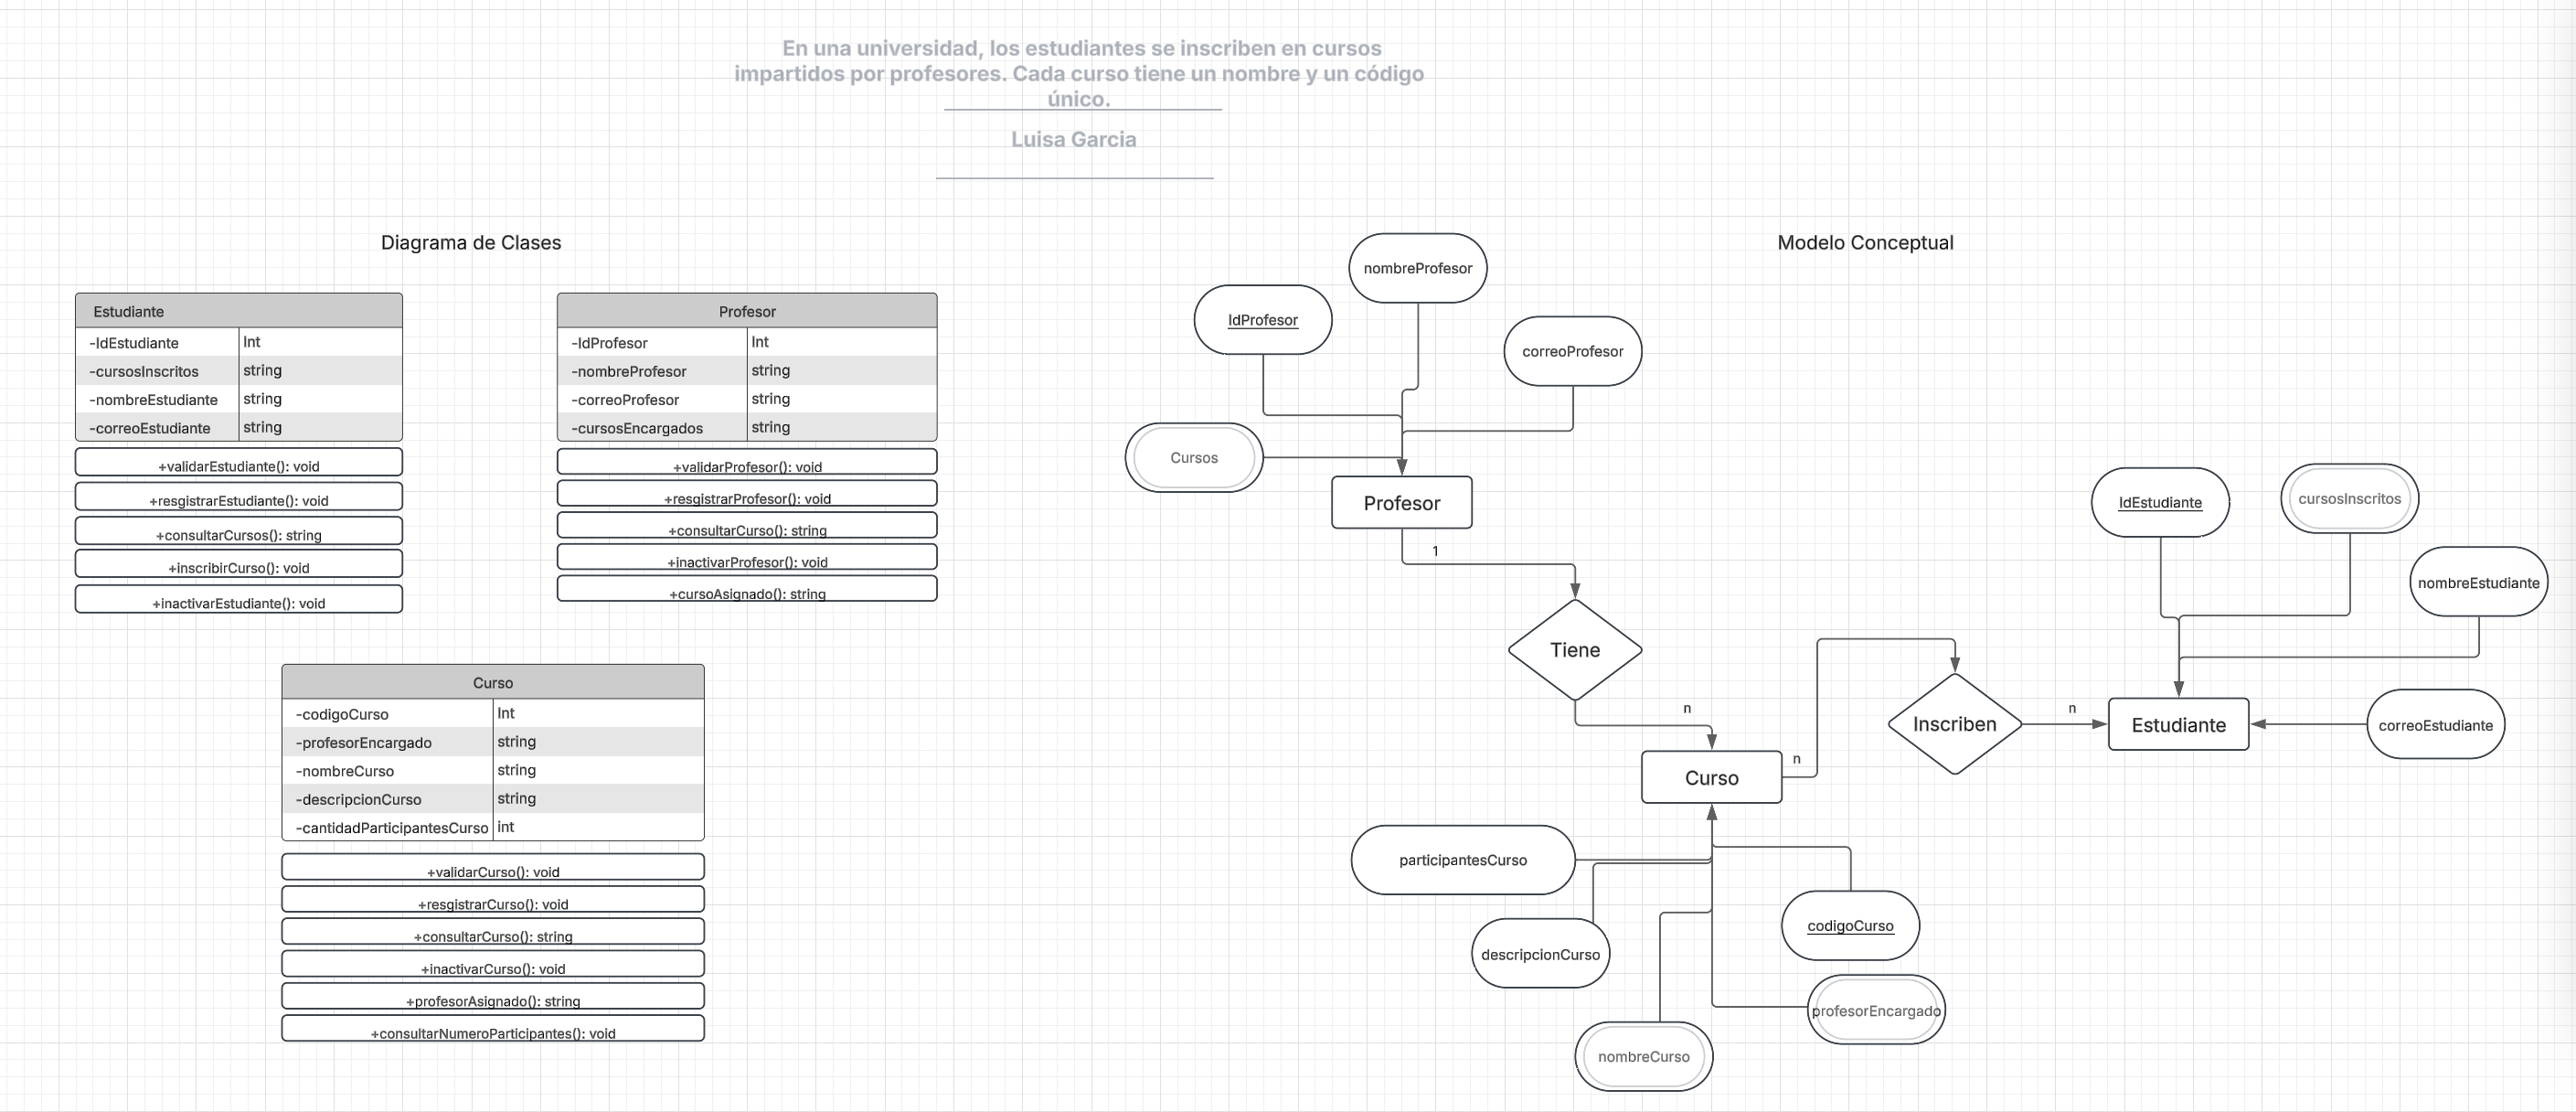 En una universidad, los estudiantes se inscriben en cursos
impartidos por profesores. Cada curso tiene un nombre y un código
único.
Luisa Garcia
Diagrama de Clases
Estudiante
-IdEstudiante Int
-cursosInscritos string
-nombreEstudiante string
-correoEstudiante string
+validarEstudiante(): void
+resgistrarEstudiante(): void
+consultarCursos(): string
+inscribirCurso(): void
+inactivarEstudiante(): void
Profesor
-IdProfesor Int
-nombreProfesor string
-correoProfesor string
-cursosEncargados string
+validarProfesor(): void
+resgistrarProfesor(): void
+consultarCurso(): string
+inactivarProfesor(): void
+cursoAsignado(): string
Curso
-codigoCurso Int
-profesorEncargado string
-nombreCurso string
-descripcionCurso string
-cantidadParticipantesCurso int
+validarCurso(): void
+resgistrarCurso(): void
+consultarCurso(): string
+inactivarCurso(): void
+profesorAsignado(): string
+consultarNumeroParticipantes(): void
Modelo Conceptual
nombreProfesor
IdProfesor
correoProfesor
Cursos
Profesor
1
Tiene
n
Curso
n
Inscriben
n
Estudiante
IdEstudiante
cursosInscritos
nombreEstudiante
correoEstudiante
participantesCurso
descripcionCurso
codigoCurso
profesorEncargado
nombreCurso